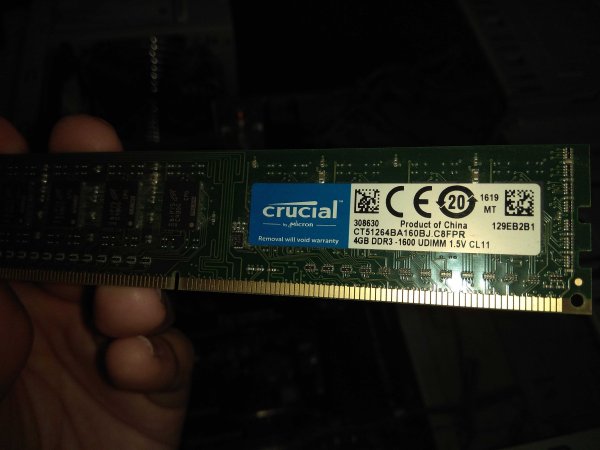 crucial
by Micron
Removal will void warranty
308630
CE
20
1619
MT
Product of China
129EB2B1
CT51264BA160BJ.C8FPR
4GB DDR3 -1600 UDIMM 1.5V CL11